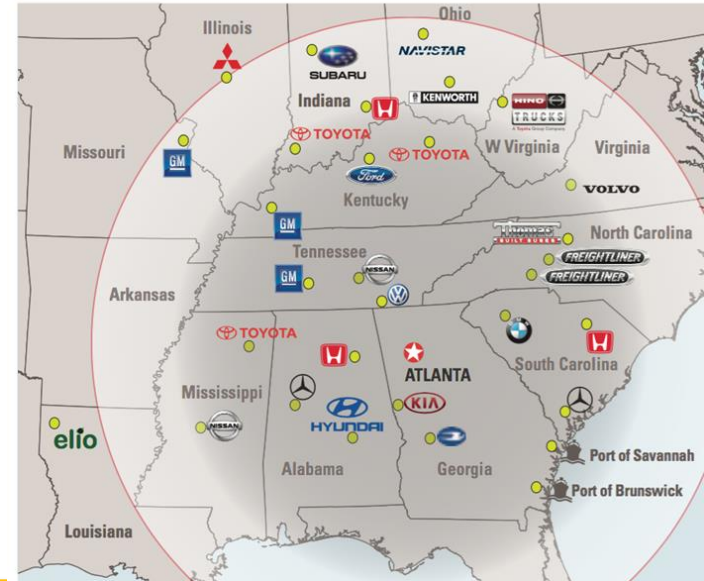 Ohio
Illinois
NAVISTAR
SUBARU
Indiana
KENWORTH
HINO
TRUCKS
A Toyota Group Company
TOYOTA
TOYOTA
Missouri
GM
W Virginia
Virginia
Ford
Kentucky
VOLVO
GM
Thomas
BUILT BUSES
North Carolina
Tennessee
FREIGHTLINER
NISSAN
FREIGHTLINER
GM
Arkansas
TOYOTA
BMW
ATLANTA
South Carolina
Mississippi
KIA
NISSAN
HYUNDAI
elio
Alabama
Georgia
Port of Savannah
Port of Brunswick
Louisiana